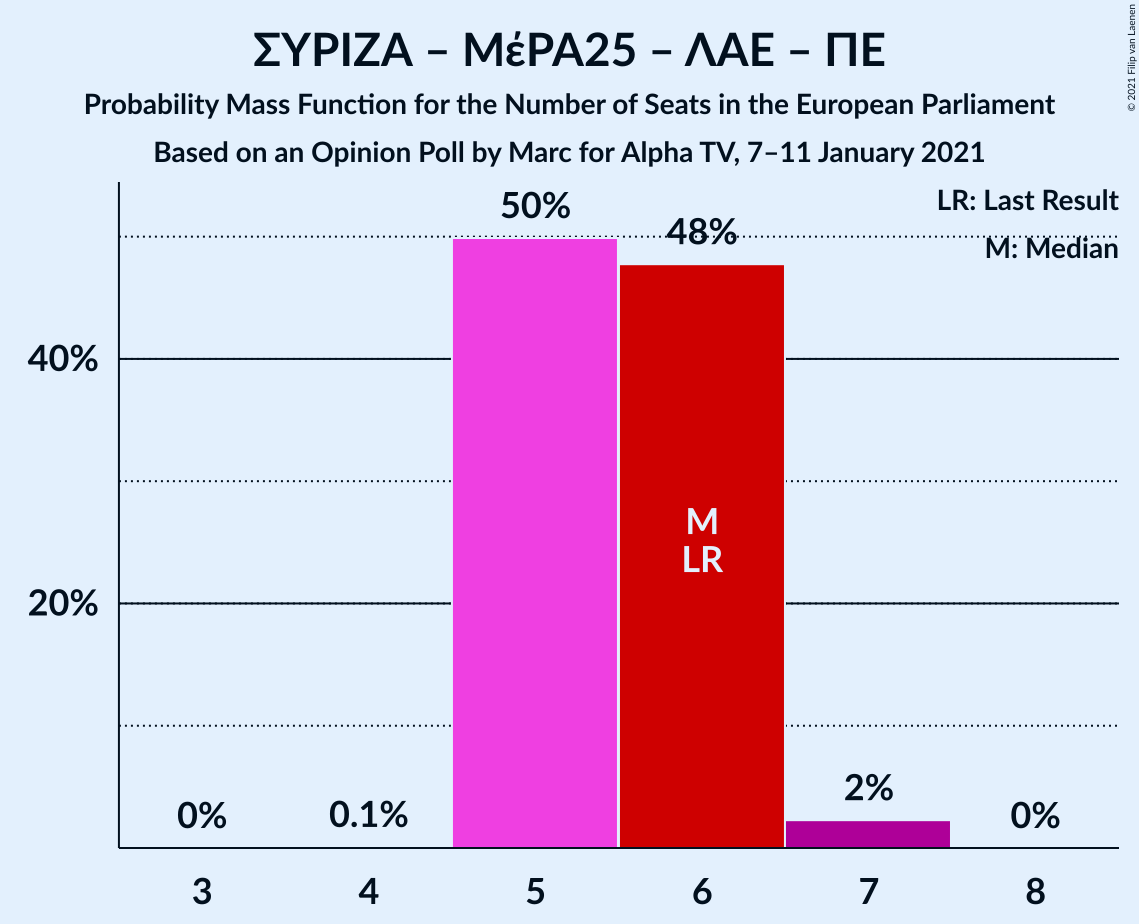 ΣΥΡΙΖΑ – ΜέΡΑ25 – ΛΑΕ – ΠΕ
Probability Mass Function for the Number of Seats in the European Parliament
Based on an Opinion Poll by Marc for Alpha TV, 7–11 January 2021
© 2021 Filip van Laenen
LR: Last Result
M: Median
50%
48%
40%
M
LR
20%
0%
0.1%
2%
0%
3 4 5 6 7 8